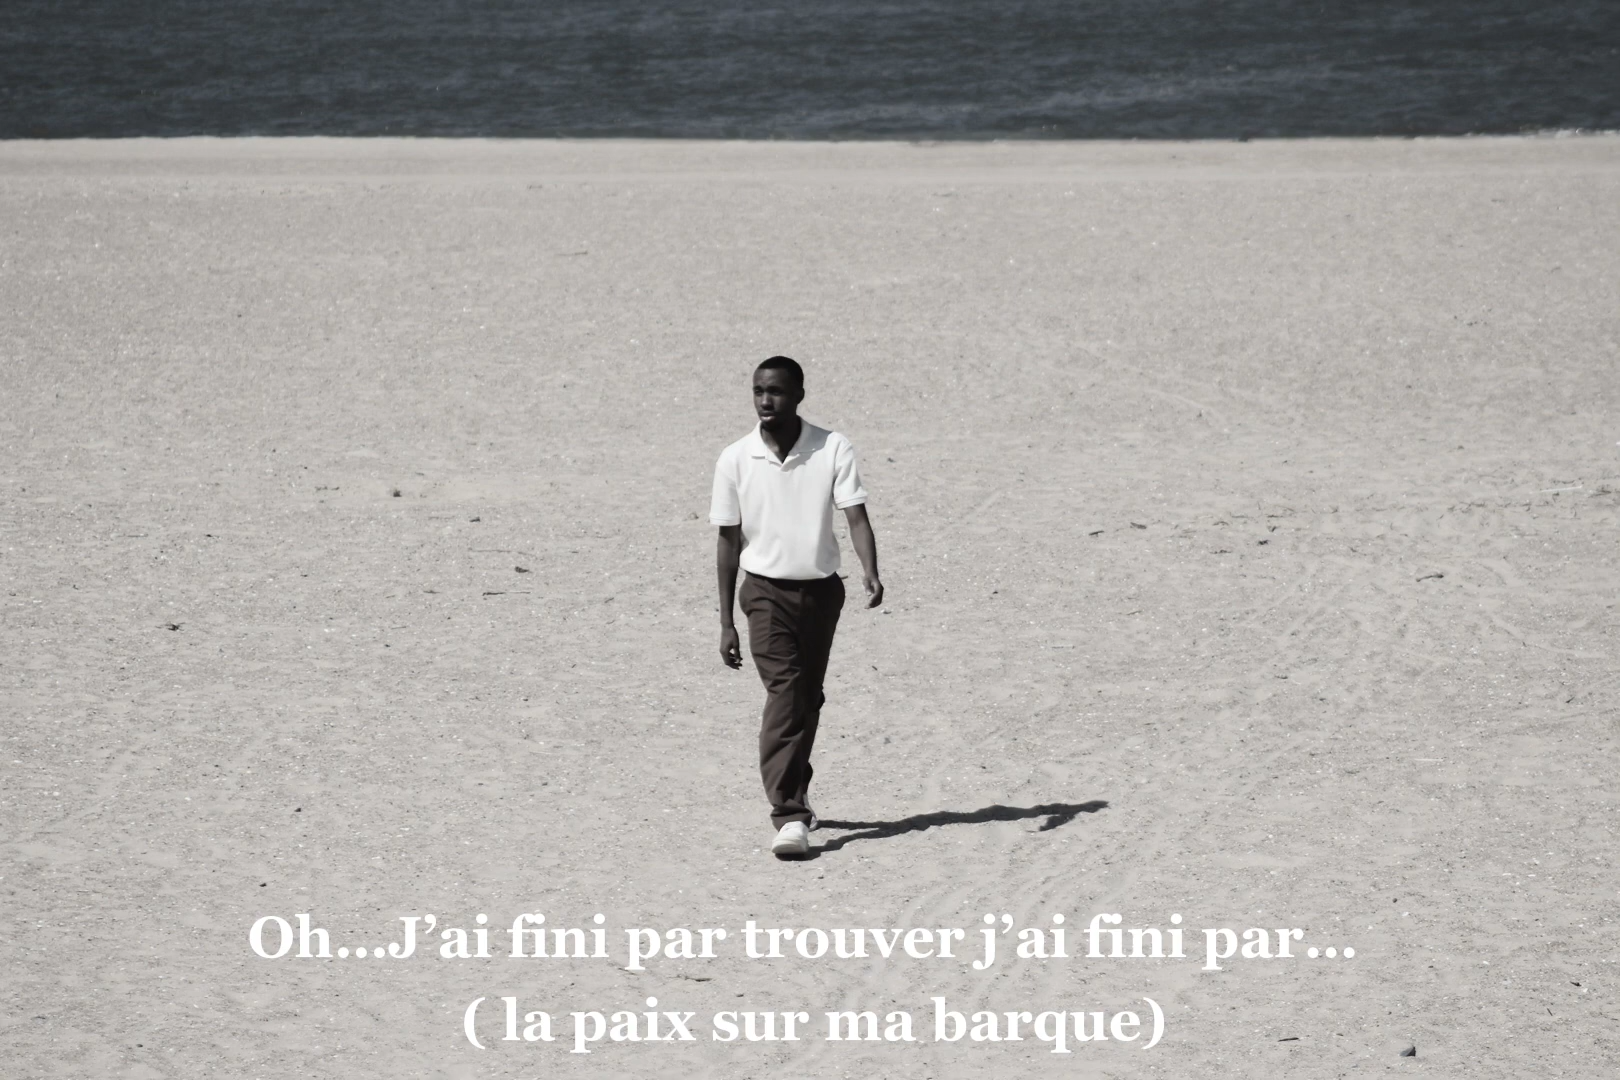 Oh...J’ai fini par trouver j’ai fini par...
( la paix sur ma barque)